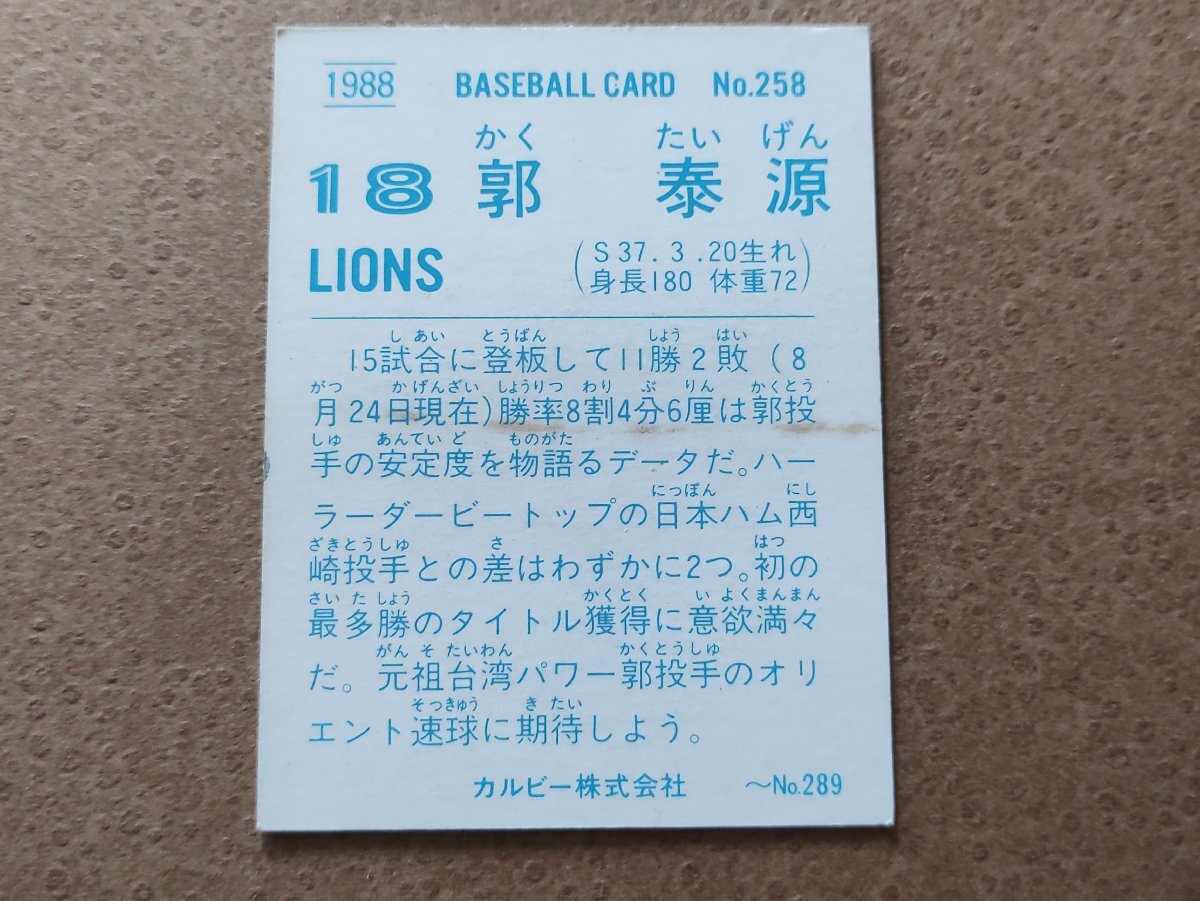 1988 BASEBALL CARD No.258
かく たい げん
18 郭 泰源
LIONS
(S37.3.20生れ
身長180 体重72)
しあい とうばん しょう はい
15試合に登板して11勝2敗(8
がつ かげんざい しょうりつ わり ぶ りん かくとう
月24日現在)勝率8割4分6厘は郭投
しゅ あんていど ものがた
手の安定度を物語るデータだ。ハー
にっぽん にし
ラーダービートップの日本ハム西
ざきとうしゅ さ はつ
崎投手との差はわずかに2つ。初の
さいたしょう かくとく いよくまんまん
最多勝のタイトル獲得に意欲満々
がんそたいわん かくとうしゅ
だ。元祖台湾パワー郭投手のオリ
そっきゅう きたい
エント速球に期待しよう。
カルビー株式会社 〜No.289